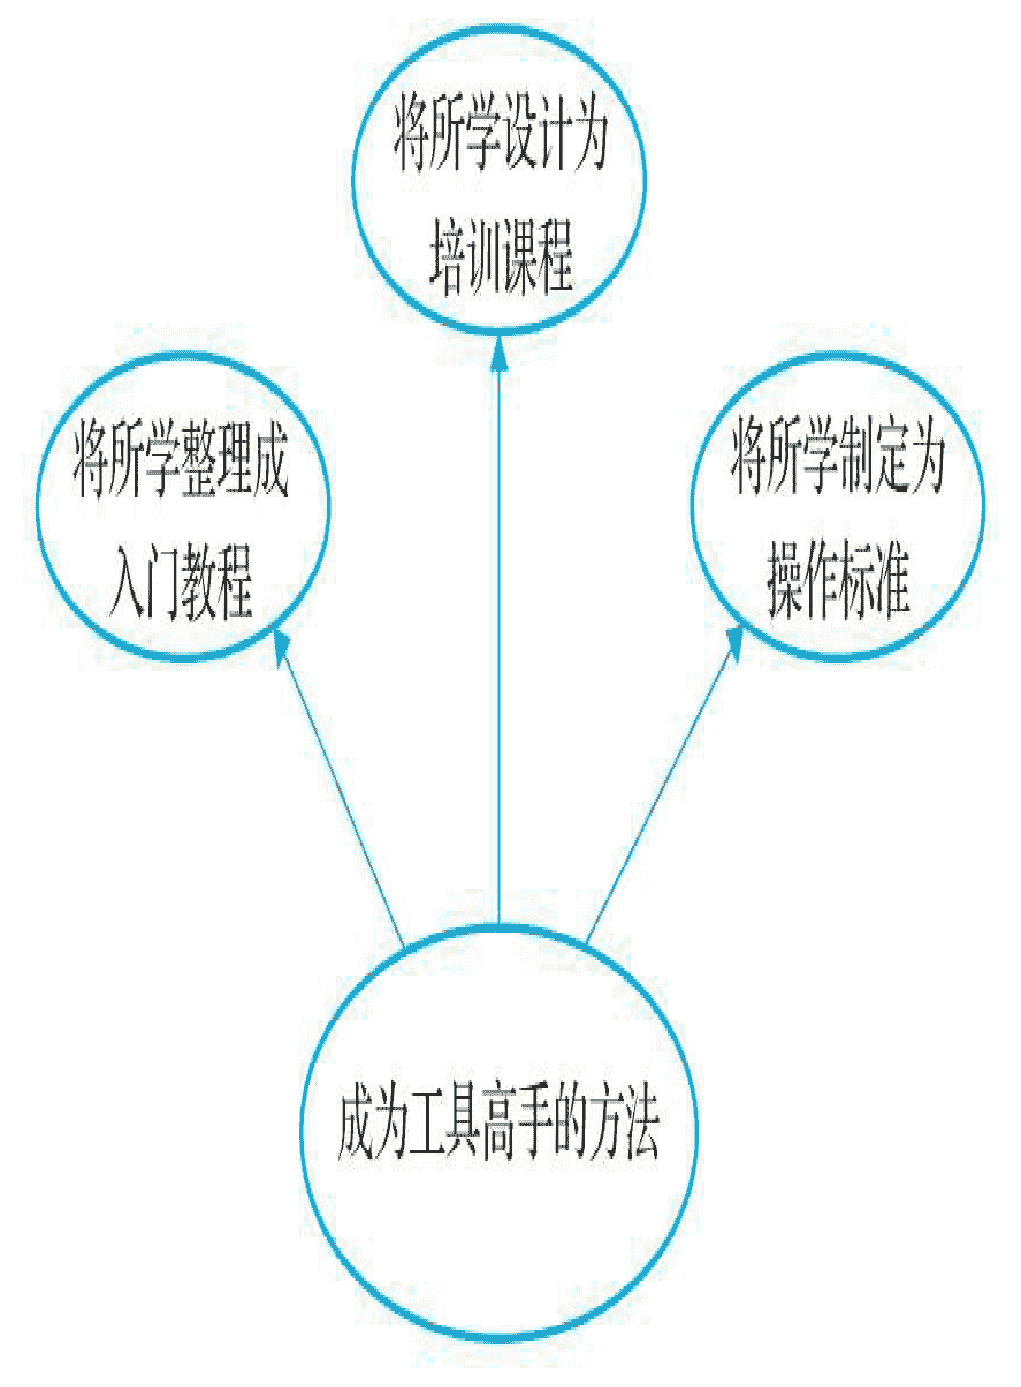 将所学设计为
培训课程
将所学整理成
入门教程
将所学制定为
操作标准
成为工具高手的方法